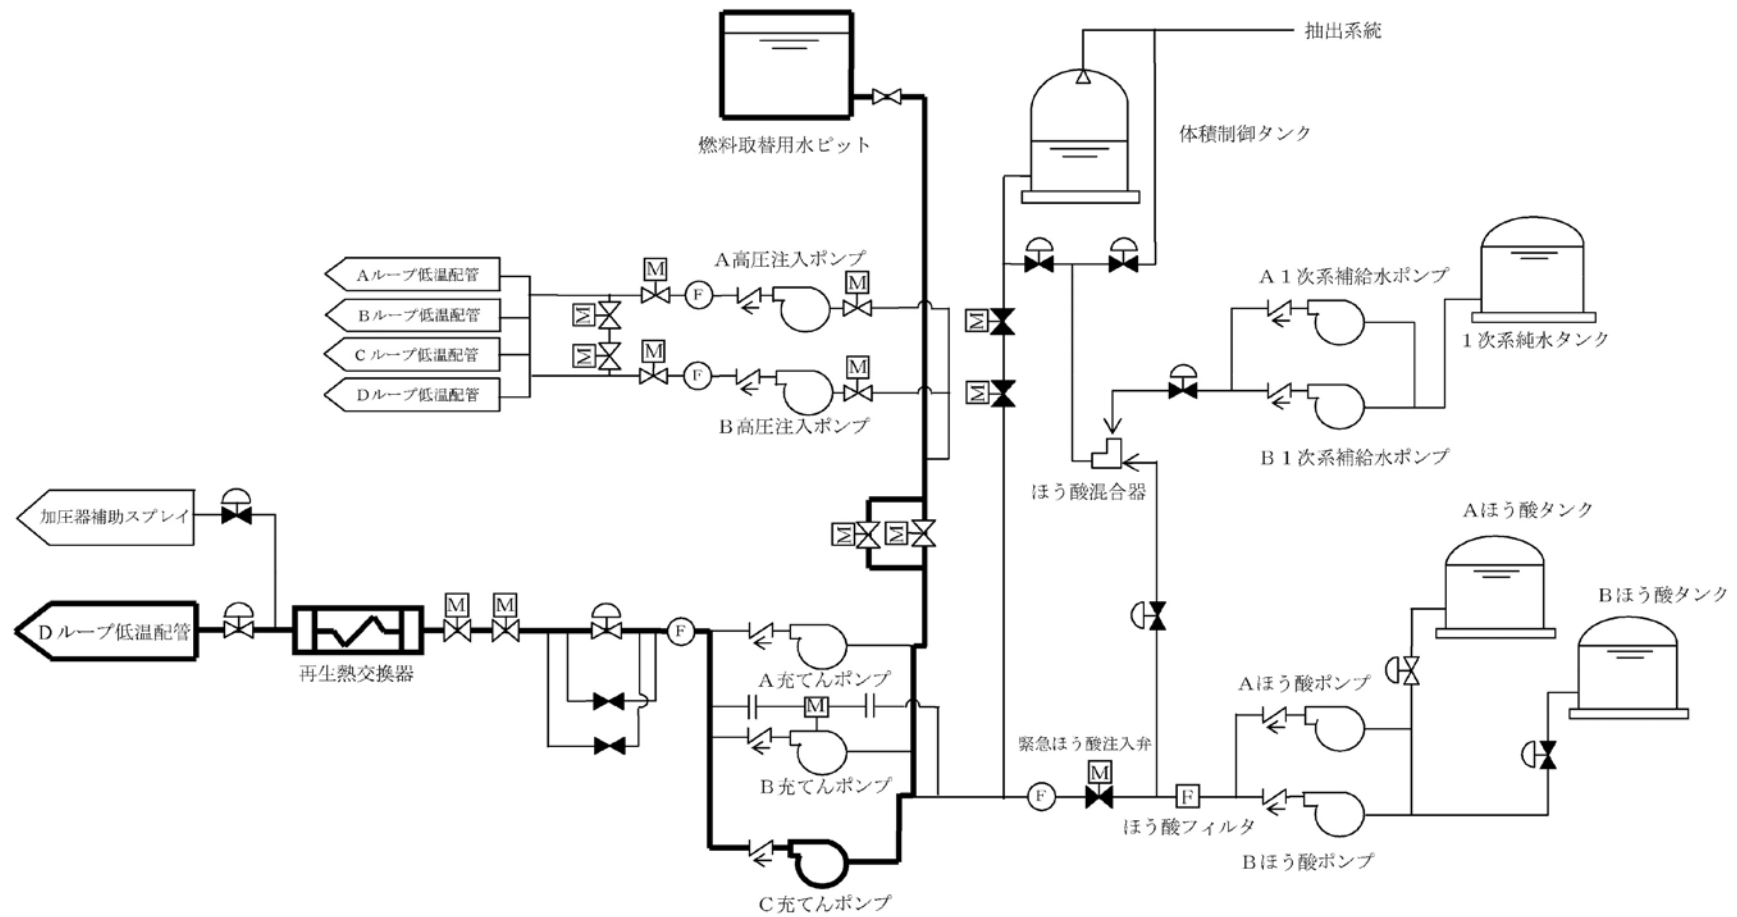 抽出系統
燃料取替用水ピット
体積制御タンク
A高圧注入ポンプ
Aループ低温配管
Bループ低温配管
Cループ低温配管
Dループ低温配管
M
F
M
M
M
M
F
M
B高圧注入ポンプ
M
M
A1次系補給水ポンプ
1次系純水タンク
B1次系補給水ポンプ
ほう酸混合器
加圧器補助スプレイ
M
M
Aほう酸タンク
Bほう酸タンク
Dループ低温配管
M
M
F
再生熱交換器
A充てんポンプ
M
B充てんポンプ
C充てんポンプ
緊急ほう酸注入弁
F
M
F
ほう酸フィルタ
Aほう酸ポンプ
Bほう酸ポンプ